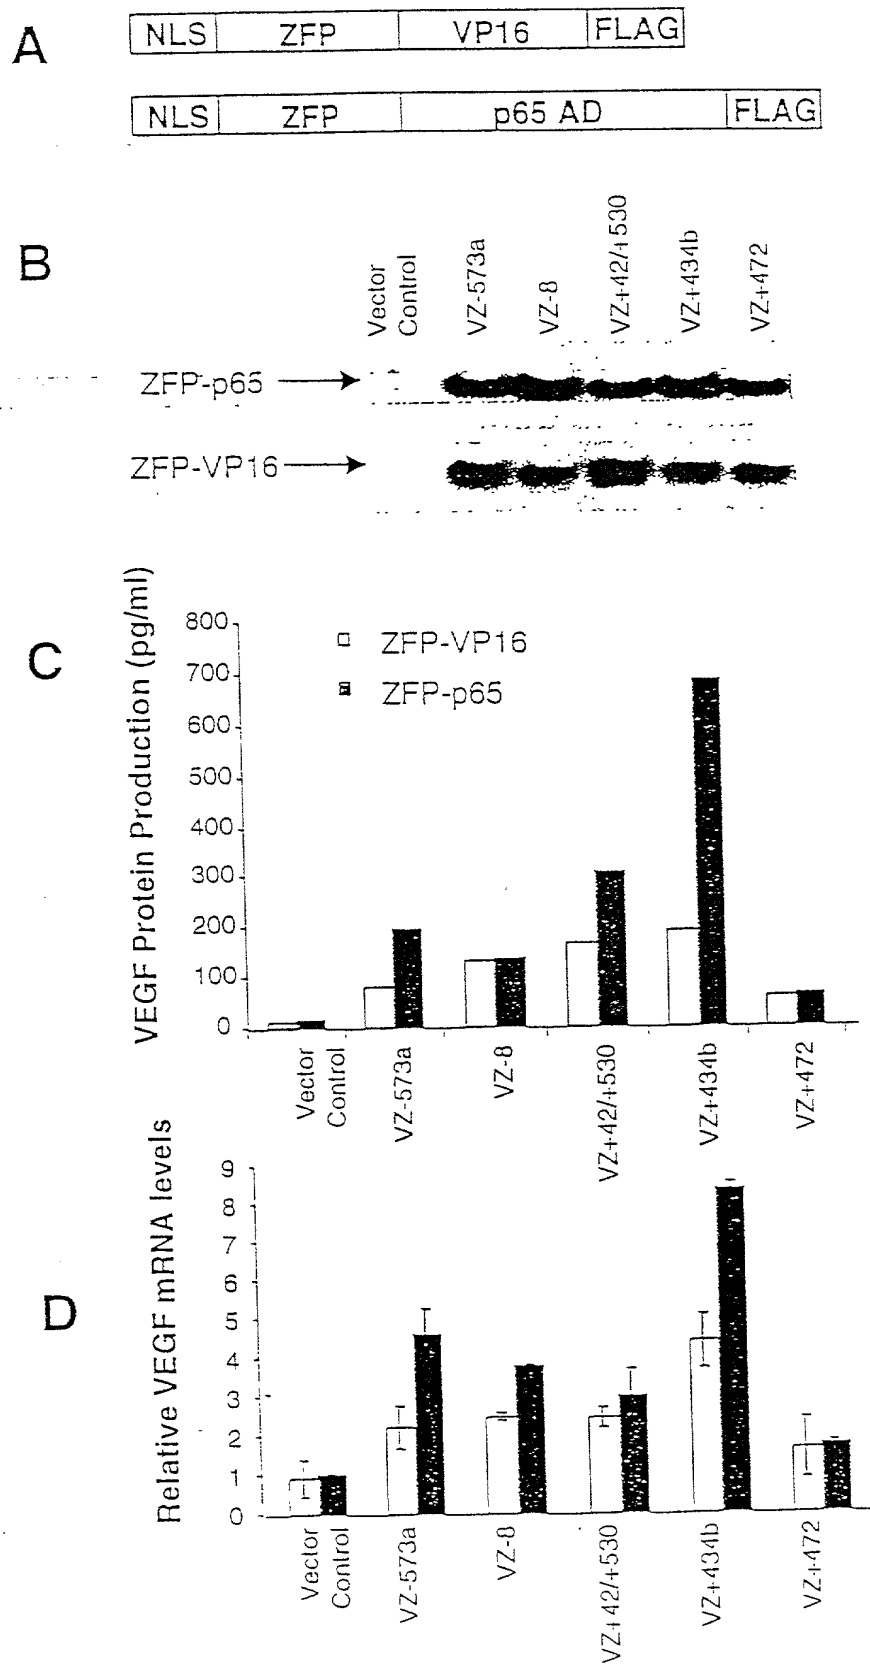 A
NLS ZFP VP16 FLAG
NLS ZFP p65 AD FLAG
B
Vector
Control
VZ-573a
VZ-8
VZ+42/+530
VZ+434b
VZ+472
ZFP-p65
ZFP-VP16
C
VEGF Protein Production (pg/ml)
800
700
600
500
400
300
200
100
0
ZFP-VP16
ZFP-p65
Vector
Control
VZ-573a
VZ-8
VZ+42/+530
VZ+434b
VZ+472
D
Relative VEGF mRNA levels
9
8
7
6
5
4
3
2
1
0
Vector
Control
VZ-573a
VZ-8
VZ+42/+530
VZ+434b
VZ+472